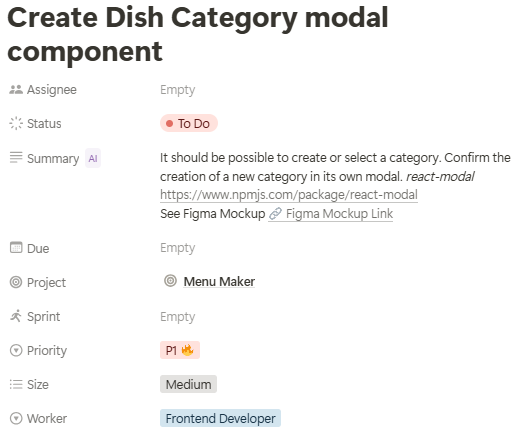 Create Dish Category modal
component
Assignee Empty
Status To Do
Summary AI It should be possible to create or select a category. Confirm the
creation of a new category in its own modal. react-modal
https://www.npmjs.com/package/react-modal
See Figma Mockup 🔗 Figma Mockup Link
Due Empty
Project Menu Maker
Sprint Empty
Priority P1 🔥
Size Medium
Worker Frontend Developer